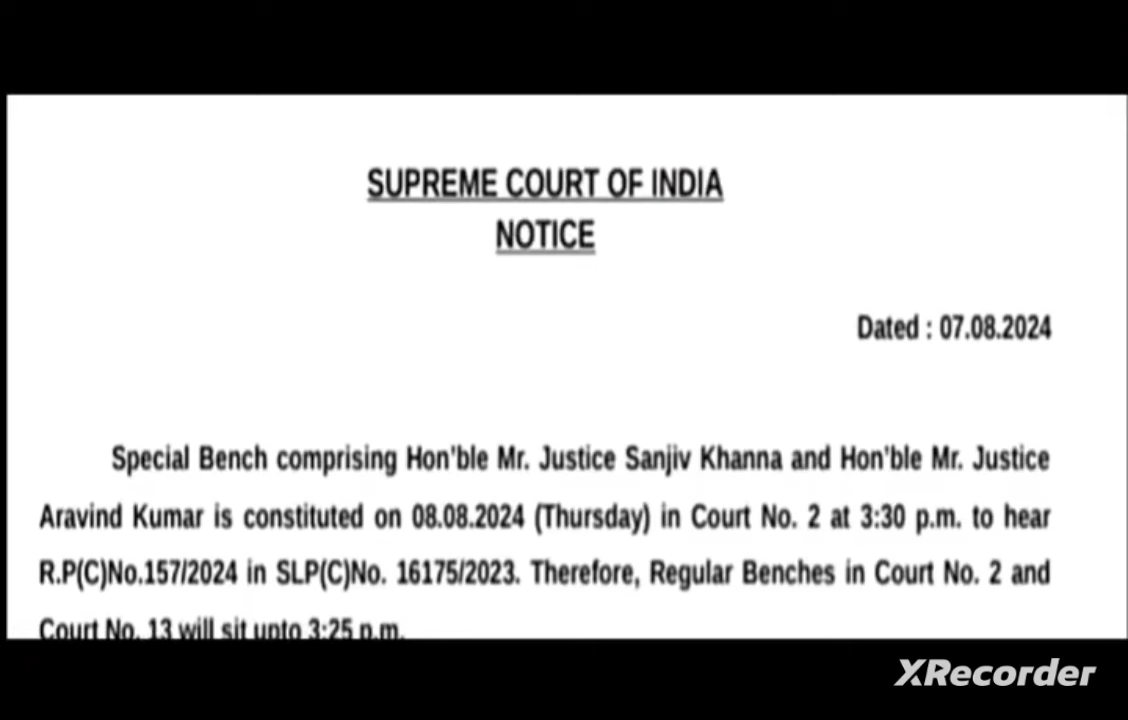 SUPREME COURT OF INDIA
NOTICE
Dated : 07.08.2024
Special Bench comprising Hon'ble Mr. Justice Sanjiv Khanna and Hon'ble Mr. Justice
Aravind Kumar is constituted on 08.08.2024 (Thursday) in Court No. 2 at 3:30 p.m. to hear
R.P(C)No.157/2024 in SLP(C)No. 16175/2023. Therefore, Regular Benches in Court No. 2 and
Court No. 13 will sit upto 3:25 p.m.
XRecorder